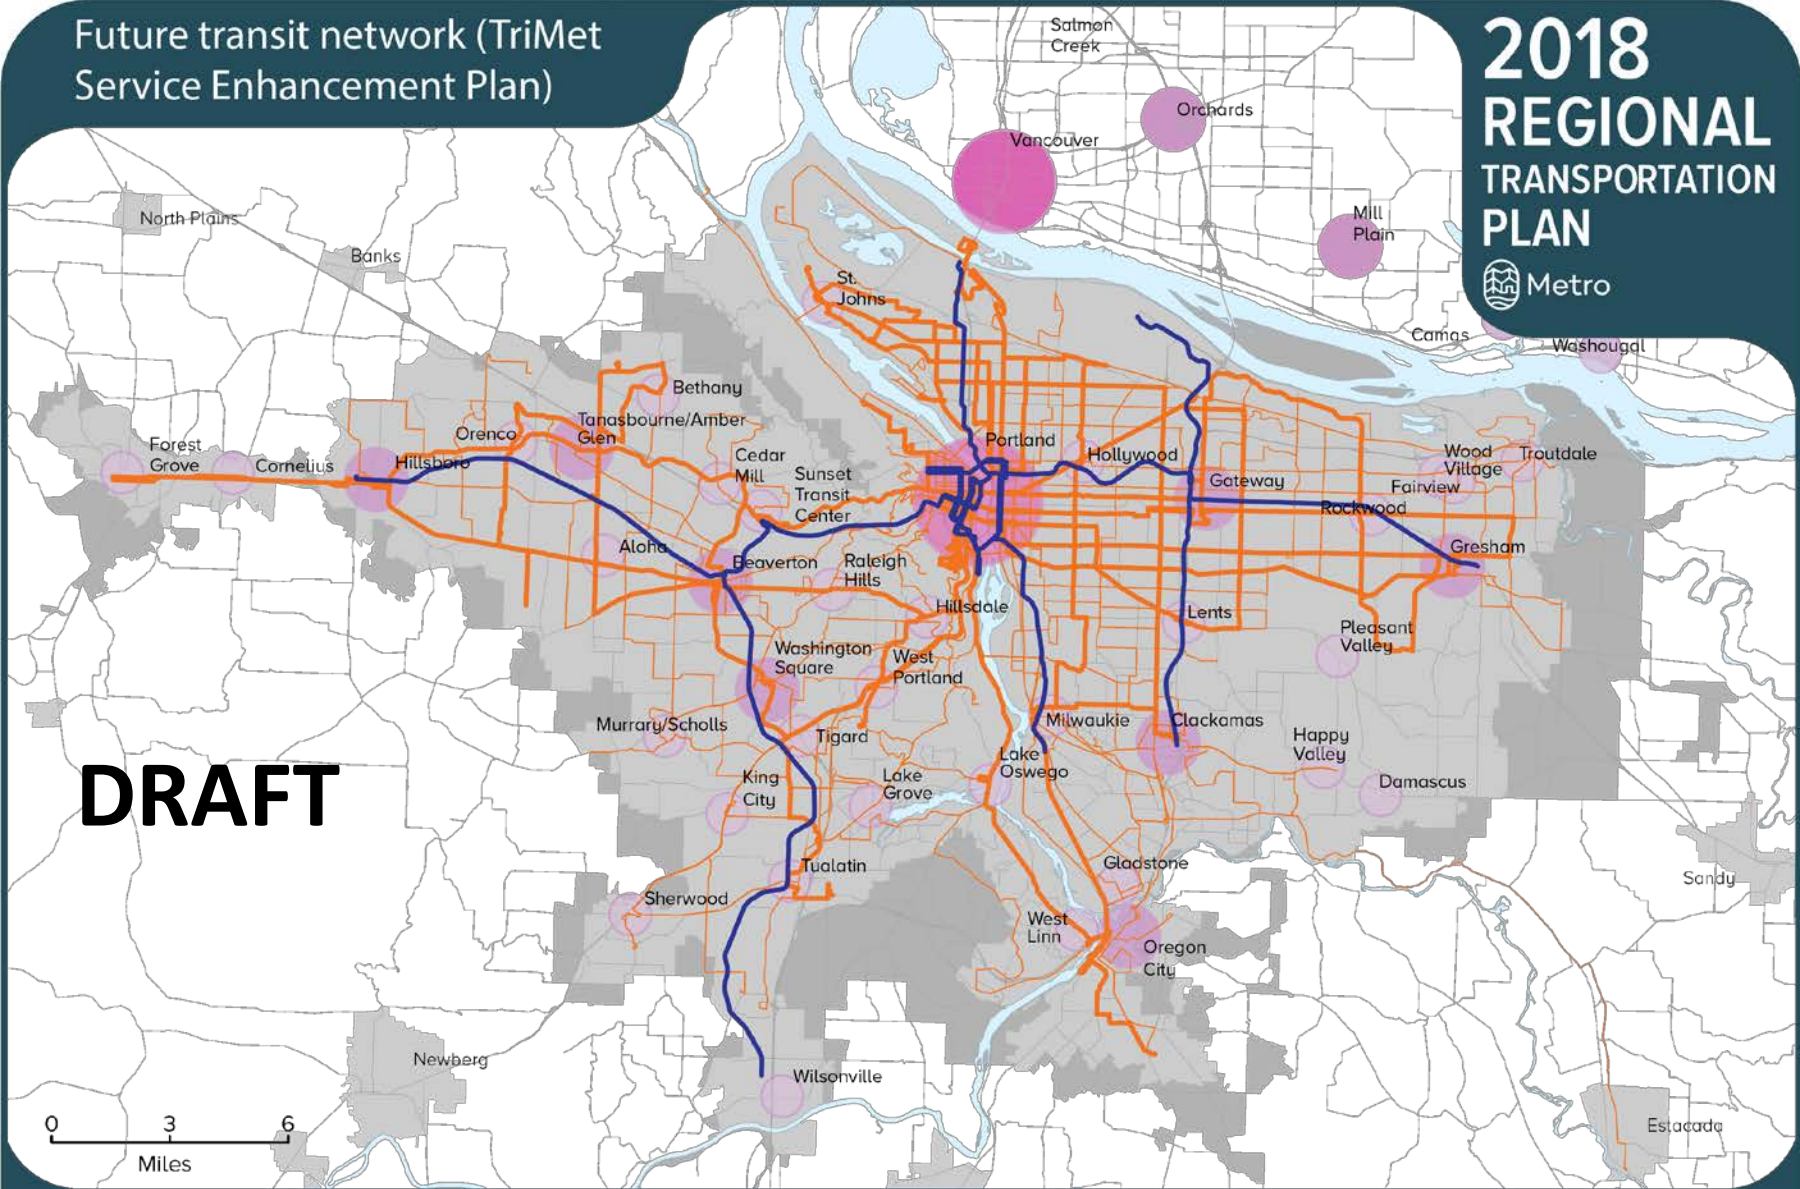 Future transit network (TriMet
Service Enhancement Plan)
2018
REGIONAL
TRANSPORTATION
PLAN
Metro
Salmon
Creek
Orchards
Vancouver
Mill
Plain
North Plains
Banks
St.
Johns
Camas
Washougal
Bethany
Tanasbourne/Amber
Glen
Orenco
Forest
Grove
Cornelius
Hillsboro
Cedar
Mill
Sunset
Transit
Center
Portland
Hollywood
Gateway
Wood
Village
Troutdale
Fairview
Rockwood
Gresham
Aloha
Beaverton
Raleigh
Hills
Hillsdale
Lents
Pleasant
Valley
Washington
Square
West
Portland
Murrary/Scholls
Tigard
Milwaukie
Clackamas
Happy
Valley
Damascus
King
City
Lake
Grove
Lake
Oswego
DRAFT
Tualatin
Gladstone
Sherwood
West
Linn
Oregon
City
Sandy
Newberg
Wilsonville
Estacada
0 3 6
Miles